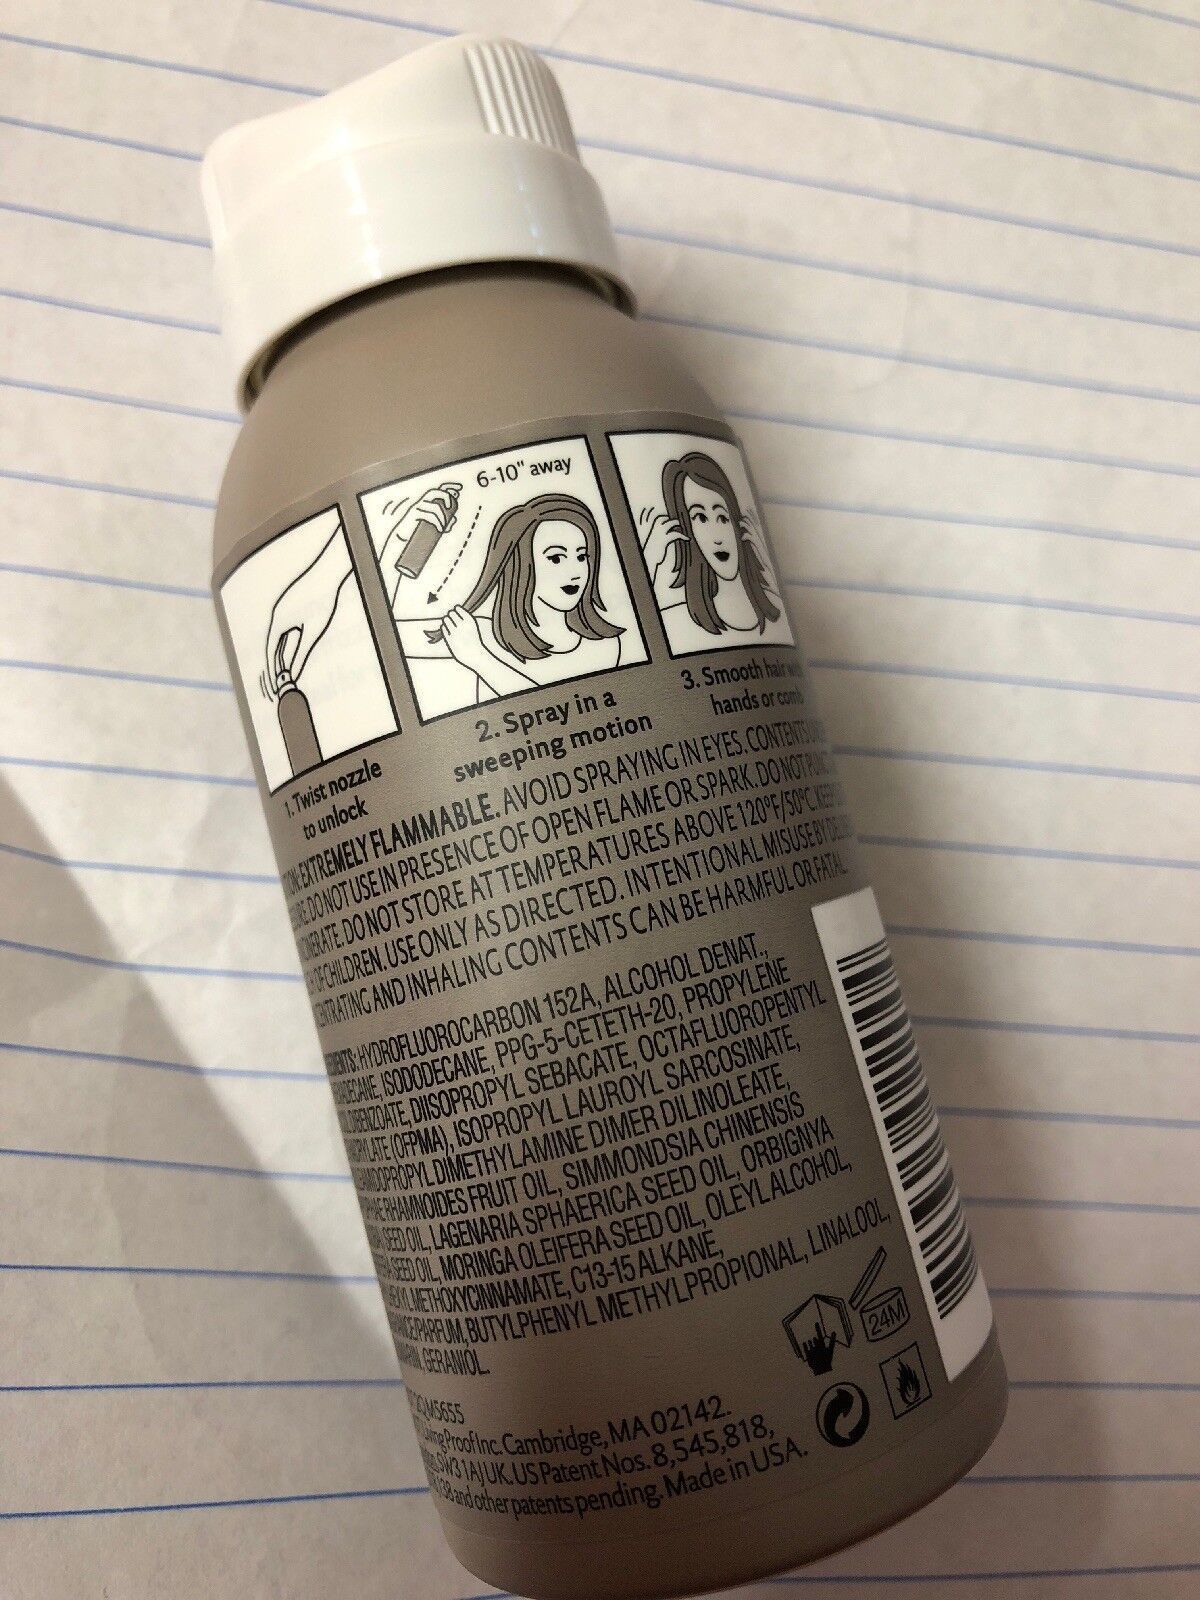 6-10" away
1. Twist nozzle
to unlock
2. Spray in a
sweeping motion
3. Smooth hair
hands or comb
EXTREMELY FLAMMABLE. AVOID SPRAYING IN EYES. CONTENTS
DO NOT USE IN PRESENCE OF OPEN FLAME OR SPARK. DO NOT
DO NOT STORE AT TEMPERATURES ABOVE 120°F/50°C.
OF CHILDREN. USE ONLY AS DIRECTED. INTENTIONAL MISUSE BY
AND INHALING CONTENTS CAN BE HARMFUL OR FATAL.
HYDROFLUOROCARBON 152A, ALCOHOL DENAT.,
ISODODECANE, PPG-5-CETETH-20, PROPYLENE
DIISOPROPYL SEBACATE, OCTAFLUOROPENTYL
(OFPMA), ISOPROPYL LAUROYL SARCOSINATE,
DIMETHYLAMINE DIMER DILINOLEATE,
RHAMNOIDES FRUIT OIL, SIMMONDSIA CHINENSIS
SEED OIL, LAGENARIA SPHAERICA SEED OIL, ORBIGNYA
SEED OIL, MORINGA OLEIFERA SEED OIL, OLEYL ALCOHOL,
METHOXYCINNAMATE, C13-15 ALKANE,
BUTYLPHENYL METHYLPROPIONAL, LINALOOL,
GERANIOL.
24M
Living Proof Inc. Cambridge, MA 02142.
SW3 1AJ UK. US Patent Nos. 8,545,818,
and other patents pending. Made in USA.